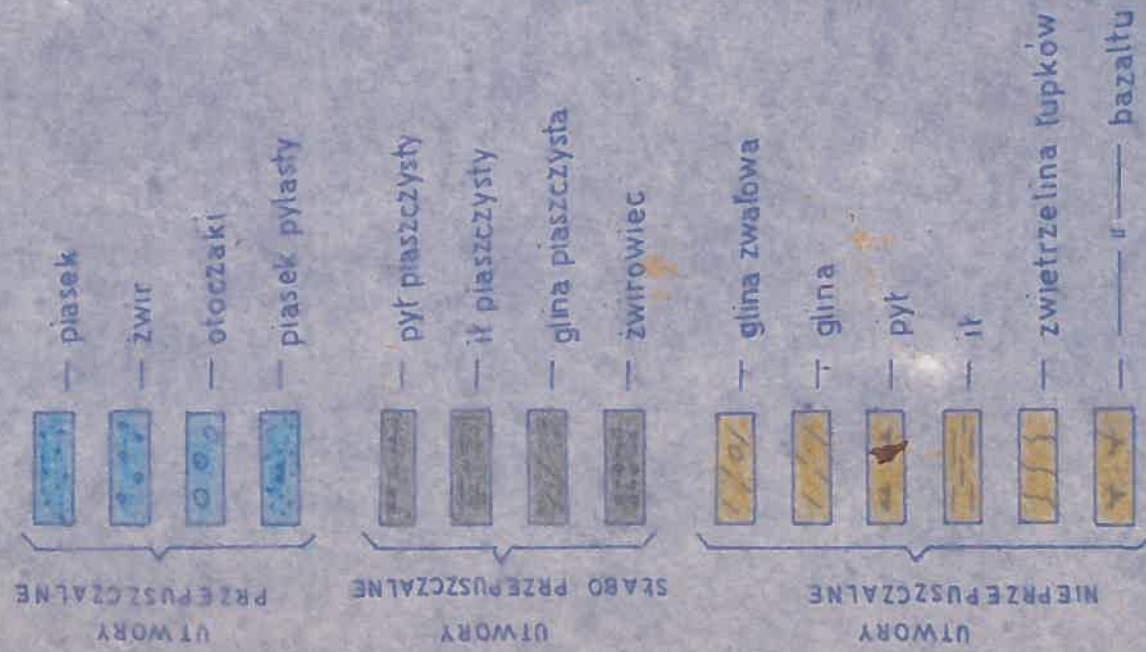 UTWORY
PRZEPUSZCZALNE
— piasek
— żwir
— otoczaki
— piasek pylasty
UTWORY
SŁABO PRZEPUSZCZALNE
— pył piaszczysty
— ił piaszczysty
— glina piaszczysta
— żwirowiec
UTWORY
NIEPRZEPUSZCZALNE
— glina zwałowa
— glina
— pył
— ił
— zwietrzelina łupków
— —"— bazaltu